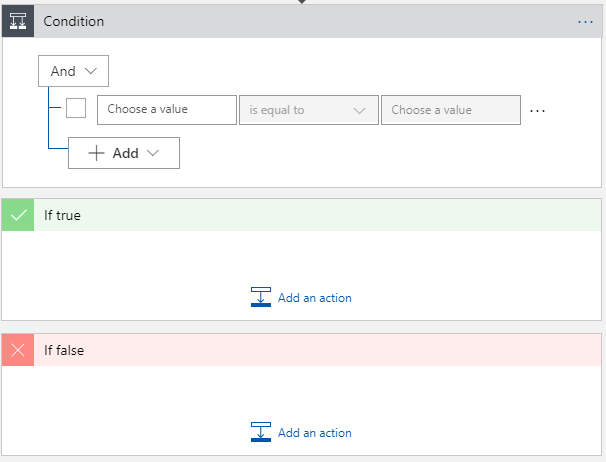 Condition
And
Choose a value is equal to Choose a value
Add
If true
Add an action
If false
Add an action